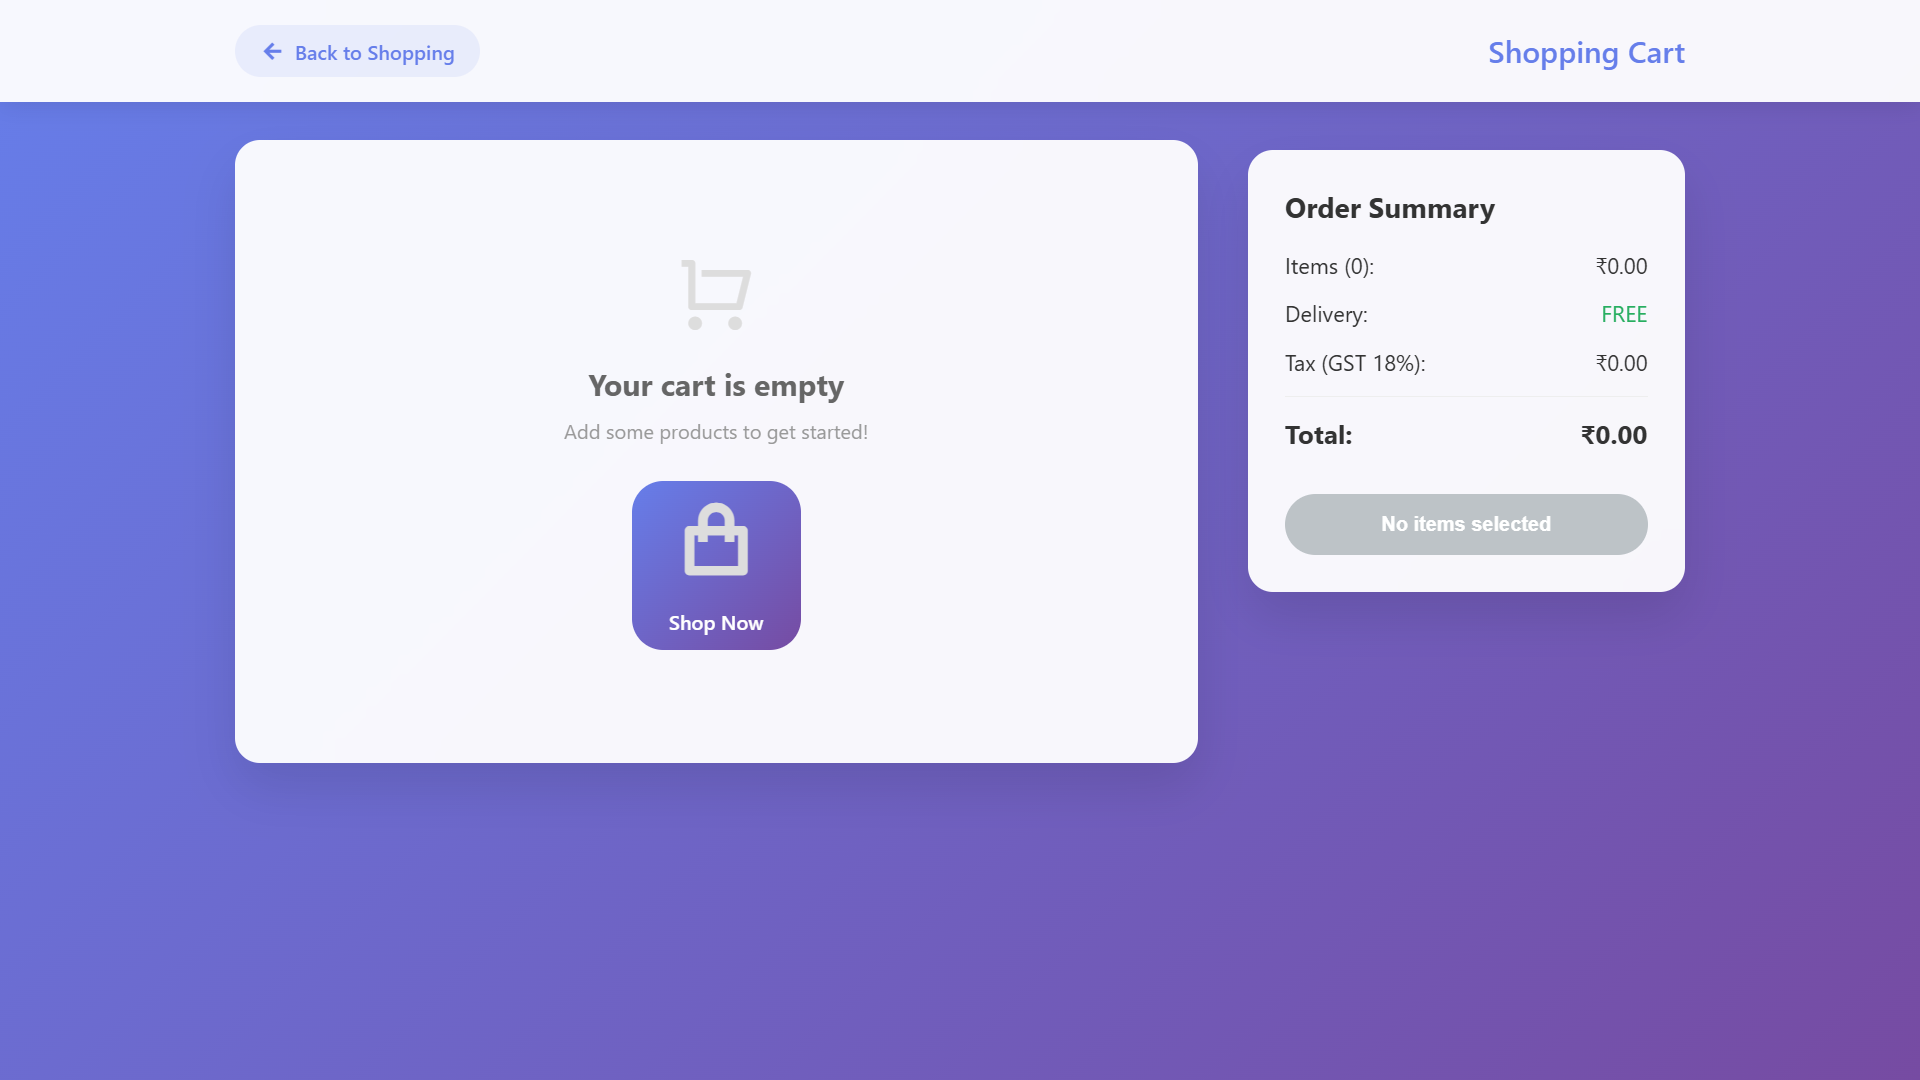 Back to Shopping
Shopping Cart
Your cart is empty
Add some products to get started!
Shop Now
Order Summary
Items (0): ₹0.00
Delivery: FREE
Tax (GST 18%): ₹0.00
Total: ₹0.00
No items selected